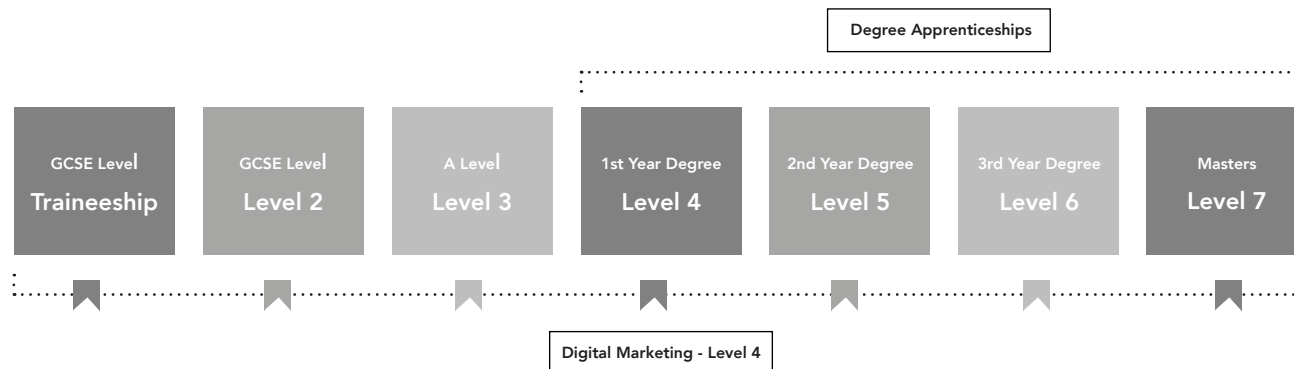 Degree Apprenticeships
GCSE Level
Traineeship
GCSE Level
Level 2
A Level
Level 3
1st Year Degree
Level 4
2nd Year Degree
Level 5
3rd Year Degree
Level 6
Masters
Level 7
Digital Marketing - Level 4